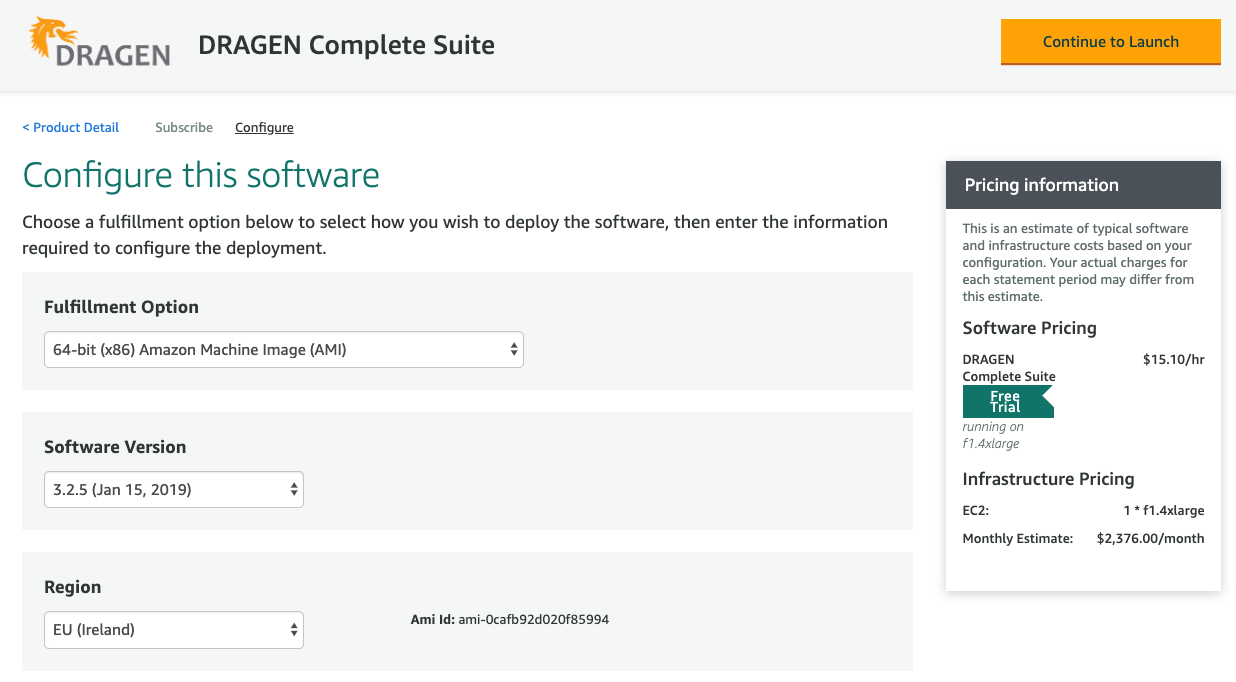 DRAGEN
DRAGEN Complete Suite
Continue to Launch
< Product Detail
Subscribe
Configure
Configure this software
Choose a fulfillment option below to select how you wish to deploy the software, then enter the information
required to configure the deployment.
Fulfillment Option
64-bit (x86) Amazon Machine Image (AMI)
Software Version
3.2.5 (Jan 15, 2019)
Region
EU (Ireland)
Ami Id: ami-0cafb92d020f85994
Pricing information
This is an estimate of typical software
and infrastructure costs based on your
configuration. Your actual charges for
each statement period may differ from
this estimate.
Software Pricing
DRAGEN $15.10/hr
Complete Suite
Free
Trial
running on
f1.4xlarge
Infrastructure Pricing
EC2: 1 * f1.4xlarge
Monthly Estimate: $2,376.00/month